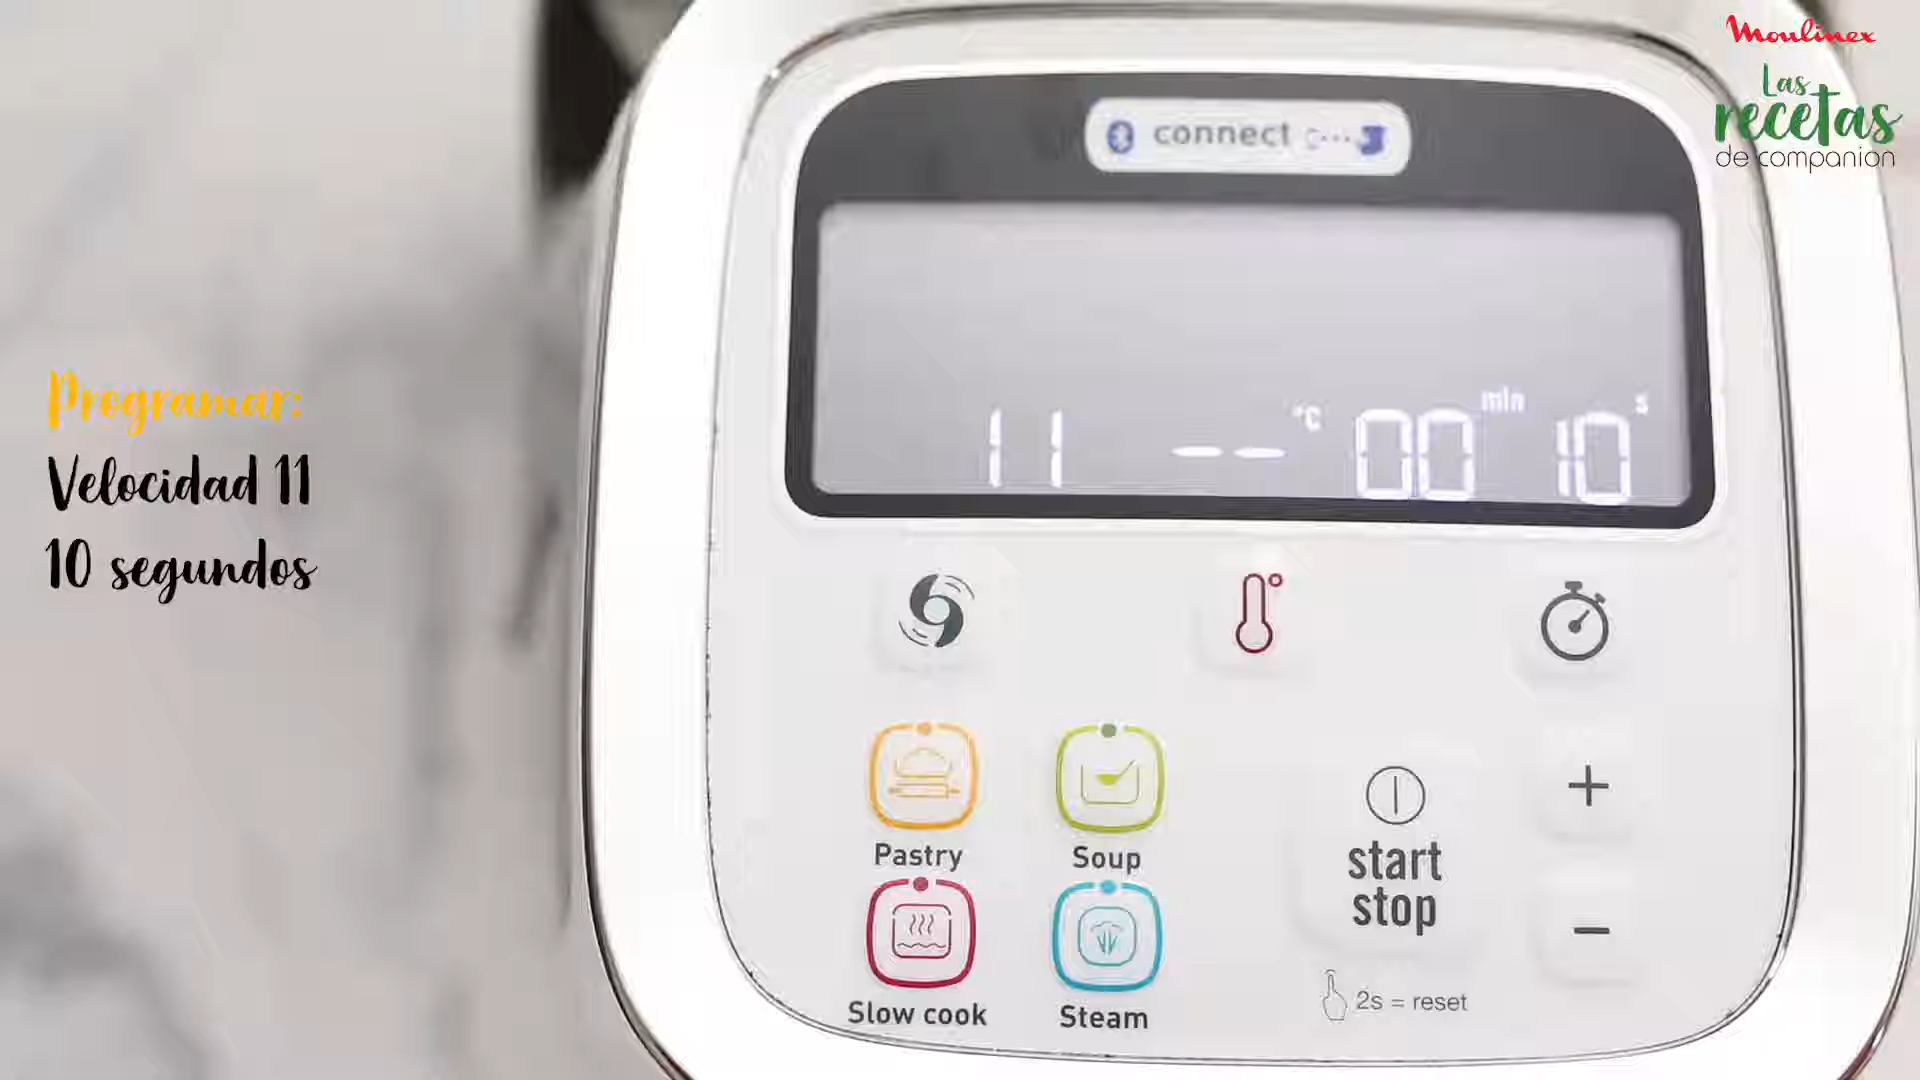 Moulinex
Las
recetas
de companion
connect
11 -- °C 00 min 10 s
Programar:
Velocidad 11
10 segundos
Pastry
Soup
start
stop
+
-
Slow cook
Steam
2s = reset